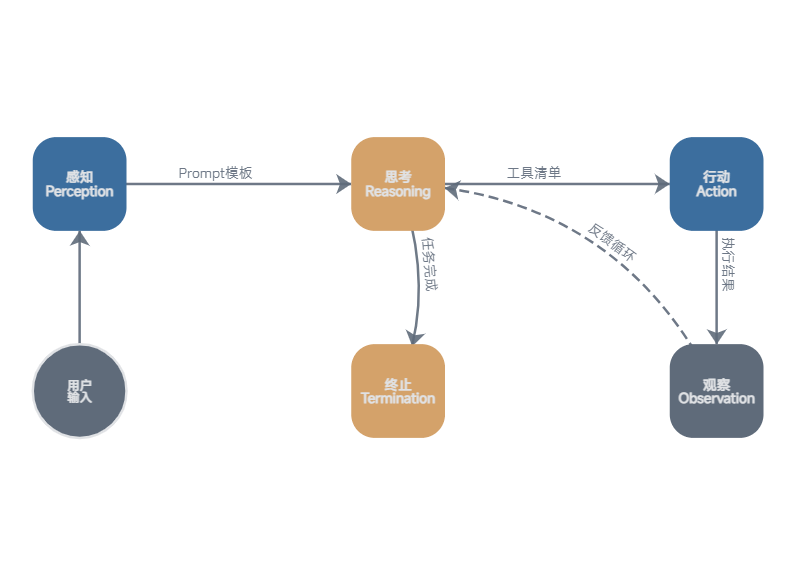 感知
Perception
Prompt模板
思考
Reasoning
工具清单
行动
Action
反馈循环
任务完成
执行结果
用户
输入
终止
Termination
观察
Observation